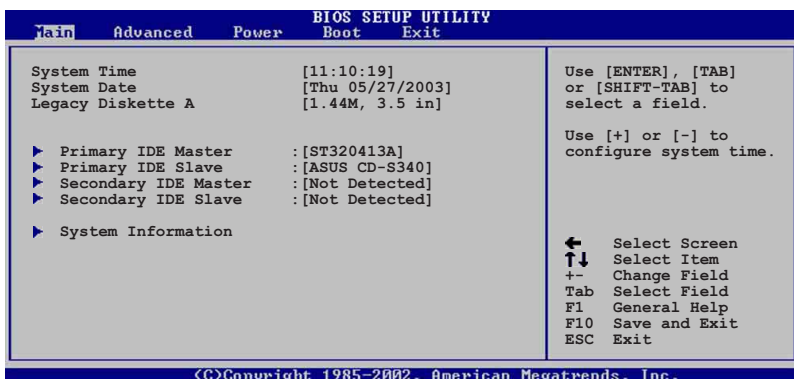 BIOS SETUP UTILITY
Main Advanced Power Boot Exit
System Time [11:10:19]
System Date [Thu 05/27/2003]
Legacy Diskette A [1.44M, 3.5 in]
Primary IDE Master :[ST320413A]
Primary IDE Slave :[ASUS CD-S340]
Secondary IDE Master :[Not Detected]
Secondary IDE Slave :[Not Detected]
System Information
Use [ENTER], [TAB]
or [SHIFT-TAB] to
select a field.
Use [+] or [-] to
configure system time.
← Select Screen
↑↓ Select Item
+- Change Field
Tab Select Field
F1 General Help
F10 Save and Exit
ESC Exit
(C)Copyright 1985-2002, American Megatrends, Inc.